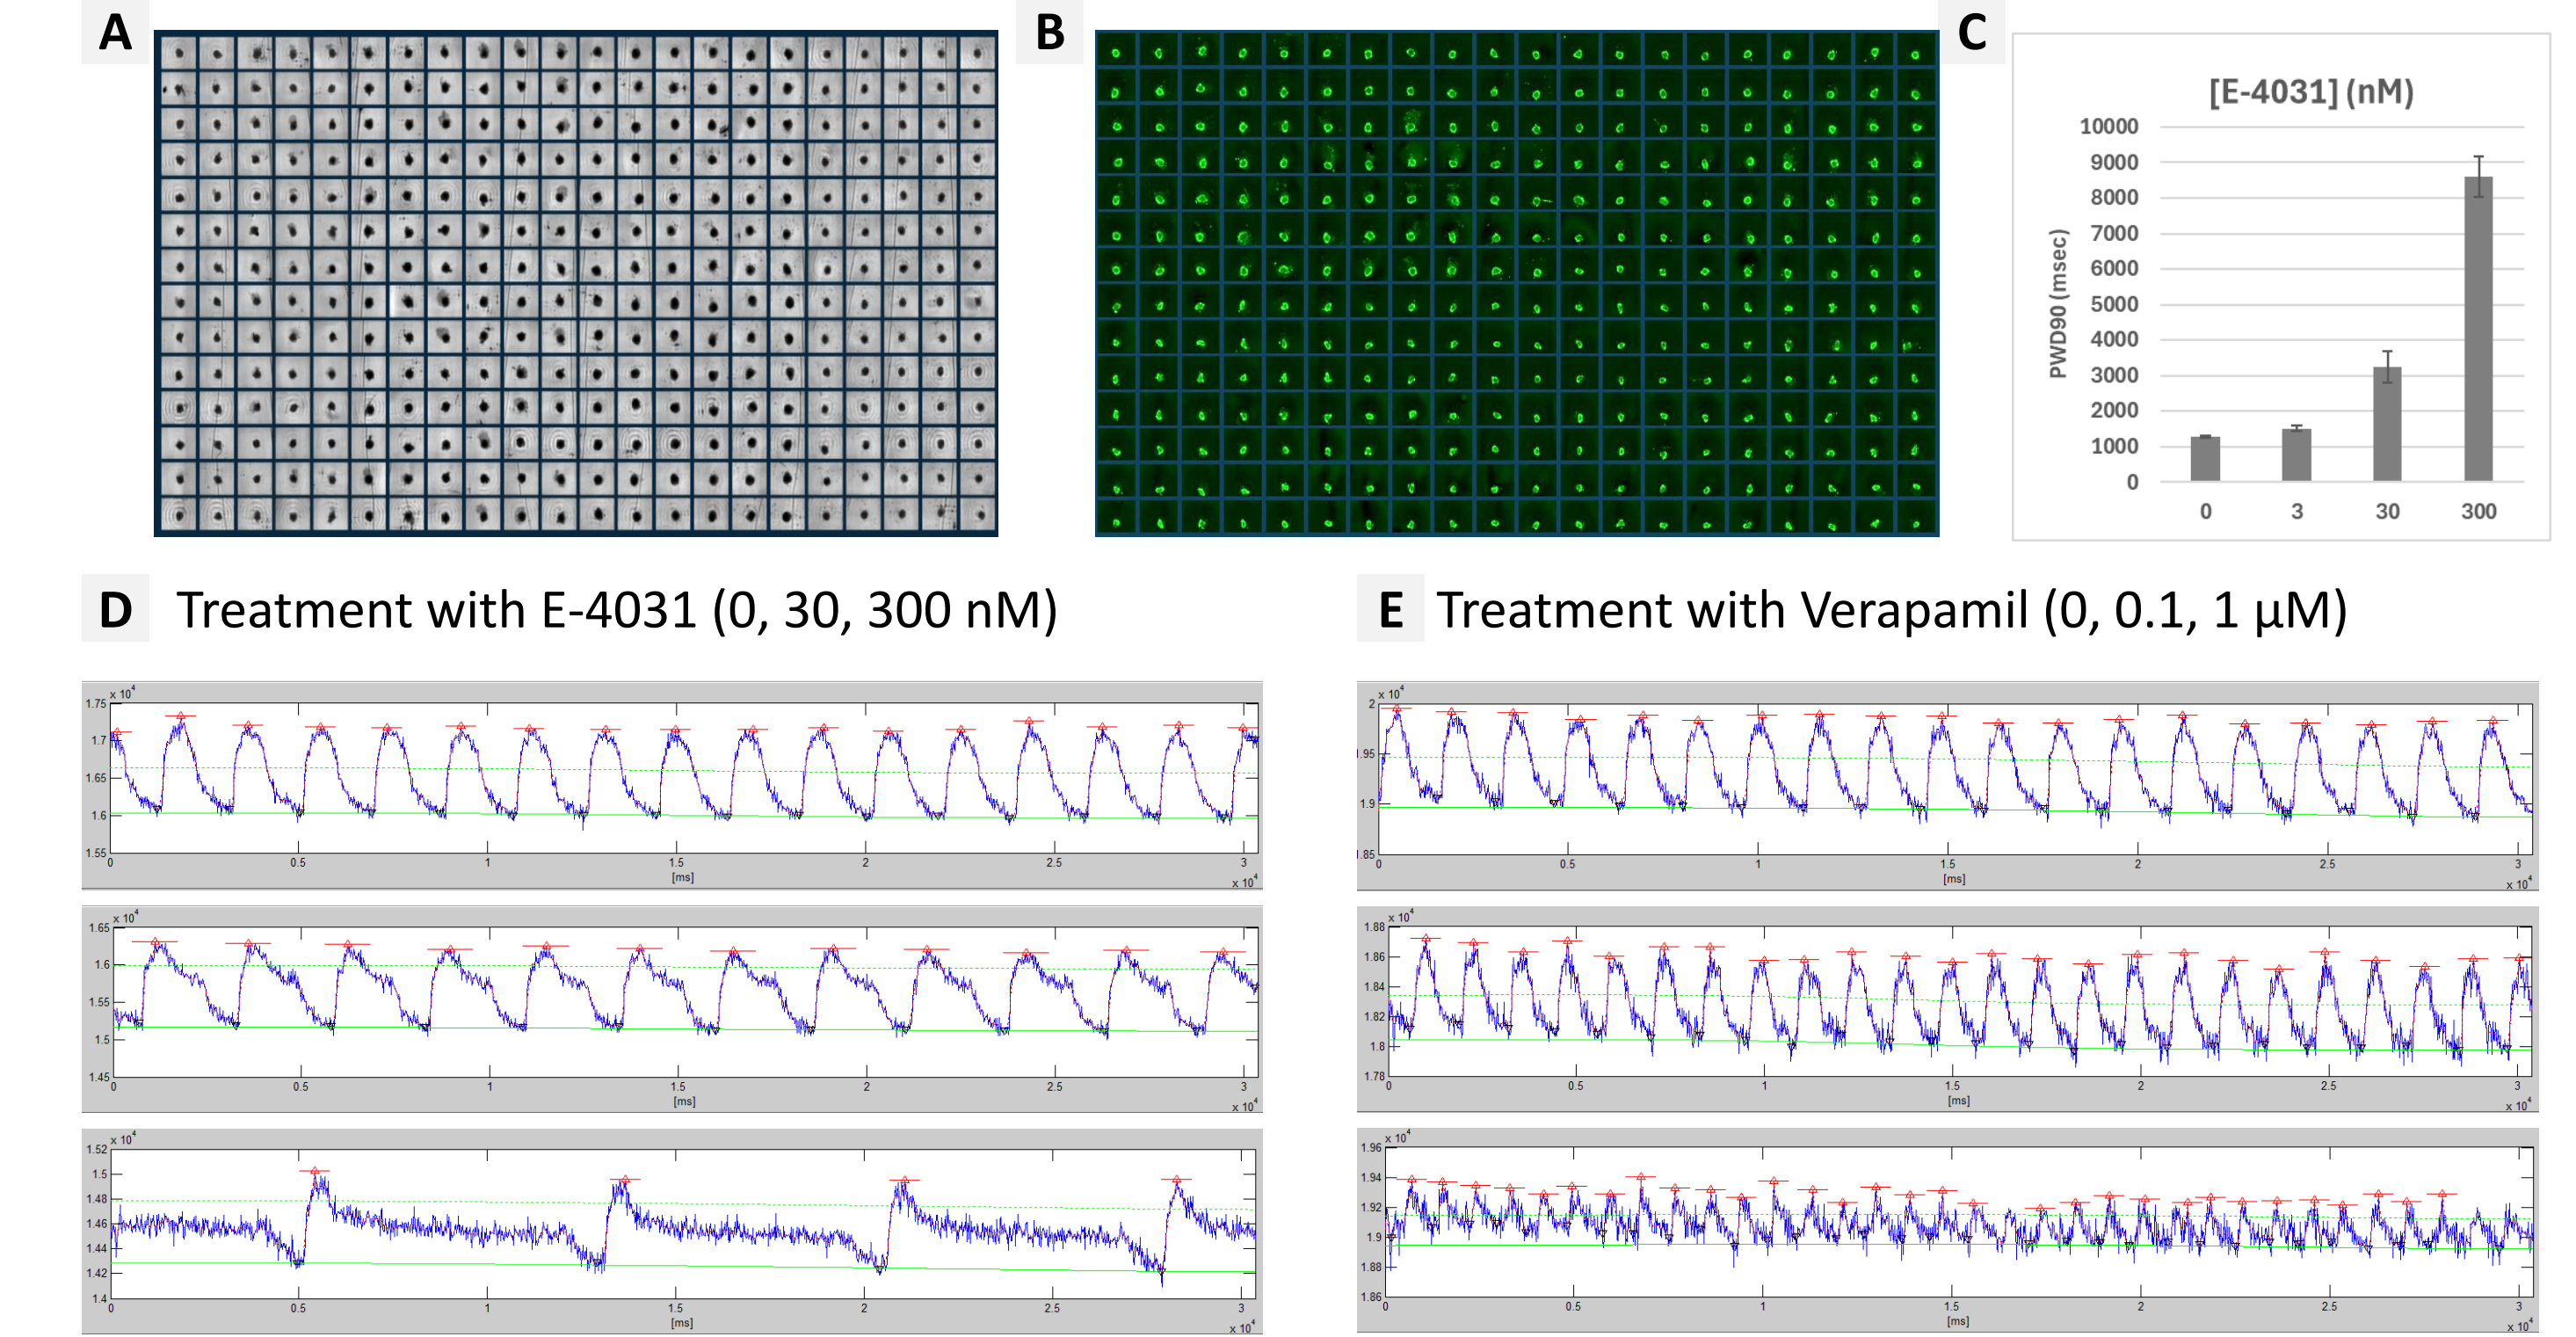 A
B
C
[E-4031] (nM)
10000
9000
8000
7000
6000
5000
4000
3000
2000
1000
0
PWD90 (msec)
0 3 30 300
D Treatment with E-4031 (0, 30, 300 nM)
E Treatment with Verapamil (0, 0.1, 1 µM)
x 10⁴
1.75
1.7
1.65
1.6
1.55
0 0.5 1 1.5 2 2.5 3
[ms]
x 10⁴
x 10⁴
1.65
1.6
1.55
1.5
1.45
0 0.5 1 1.5 2 2.5 3
[ms]
x 10⁴
x 10⁴
1.52
1.5
1.48
1.46
1.44
1.42
1.4
0 0.5 1 1.5 2 2.5 3
[ms]
x 10⁴
x 10⁴
2
1.95
1.9
.85
0 0.5 1 1.5 2 2.5 3
[ms]
x 10⁴
x 10⁴
1.88
1.86
1.84
1.82
1.8
1.78
0 0.5 1 1.5 2 2.5 3
[ms]
x 10⁴
x 10⁴
1.96
1.94
1.92
1.9
1.88
1.86
0 0.5 1 1.5 2 2.5 3
[ms]
x 10⁴